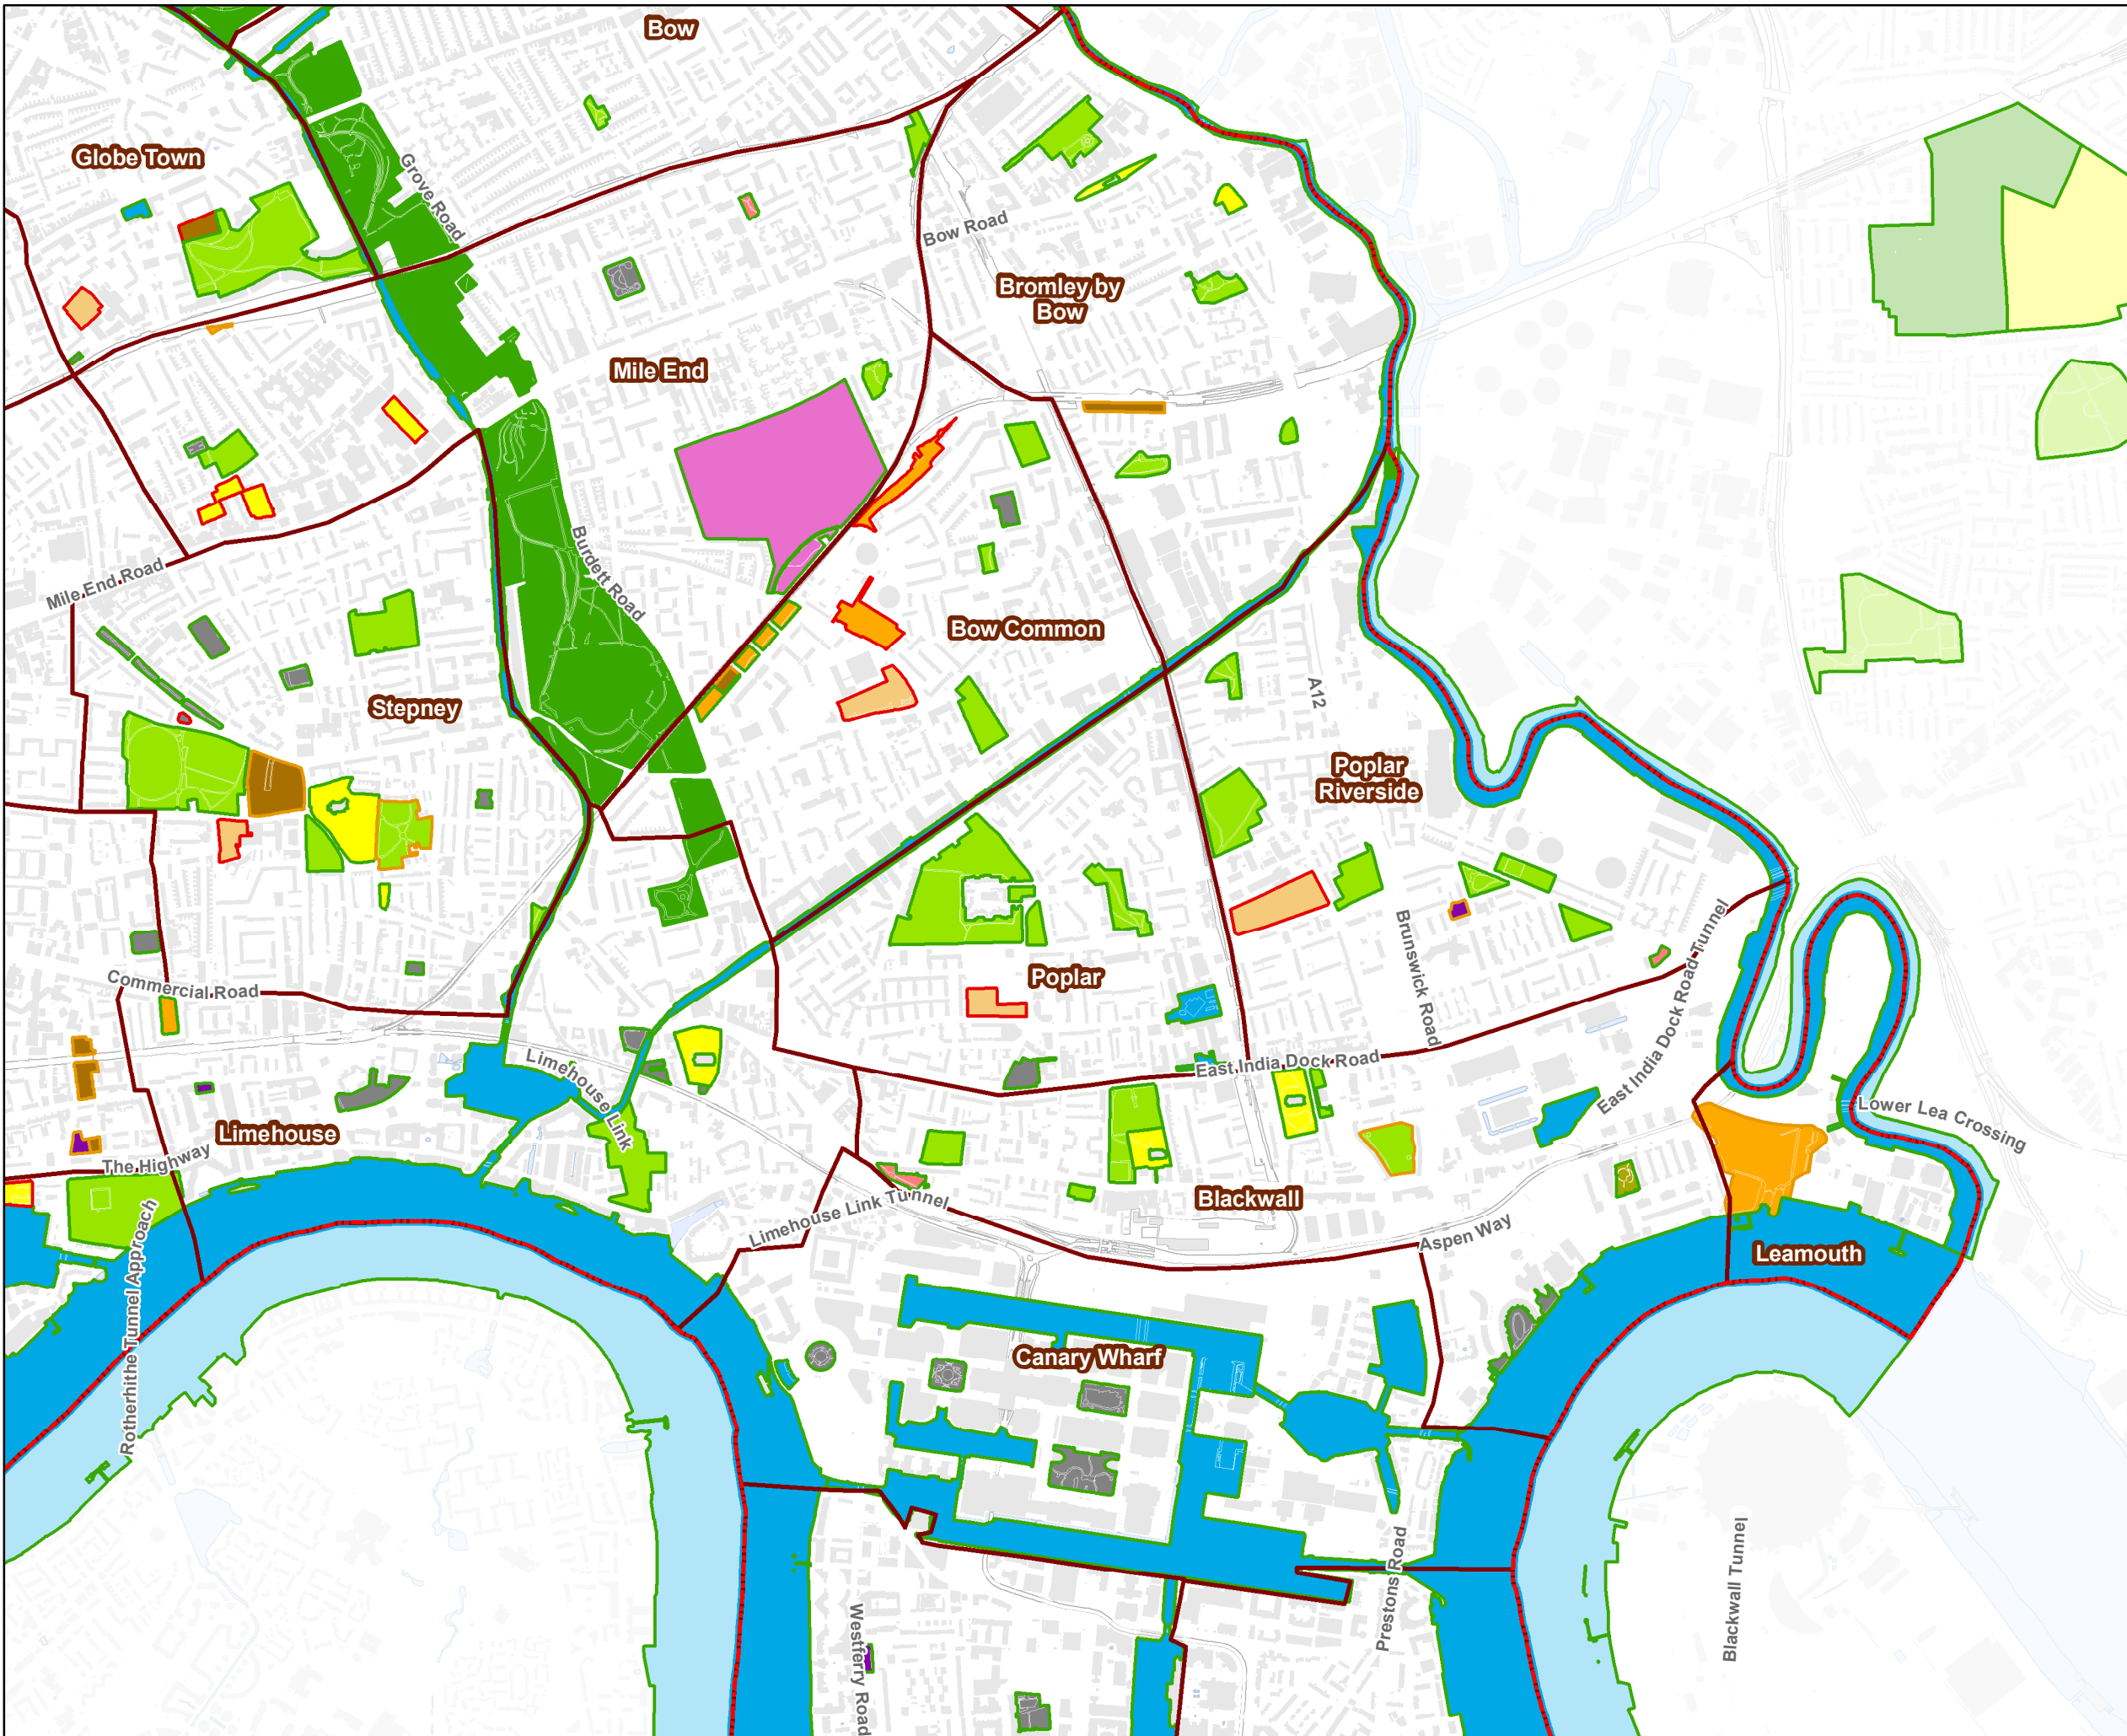 Bow
Globe Town
Grove Road
Bow Road
Bromley by
Bow
Mile End
Mile End Road
Burdett Road
Bow Common
A12
Stepney
Poplar
Riverside
Commercial Road
Poplar
Brunswick Road
East India Dock Road Tunnel
Limehouse Link
East India Dock Road
Lower Lea Crossing
Limehouse
The Highway
Rotherhithe Tunnel Approach
Limehouse Link Tunnel
Blackwall
Aspen Way
Leamouth
Canary Wharf
Prestons Road
Blackwall Tunnel
Westferry Road